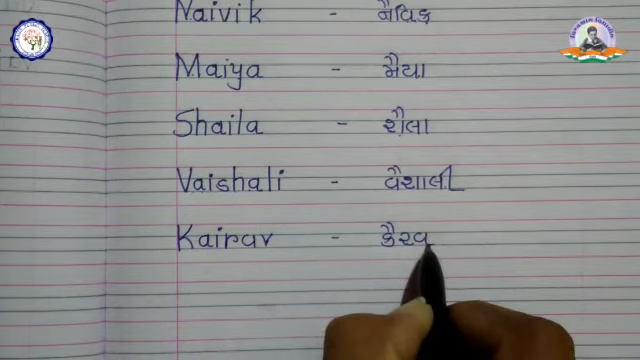 Naivik - નૈવિક
Maiya - મૈયા
Shaila - શૈલા
Vaishali - વૈશાલી
Kairav - કૈરવ